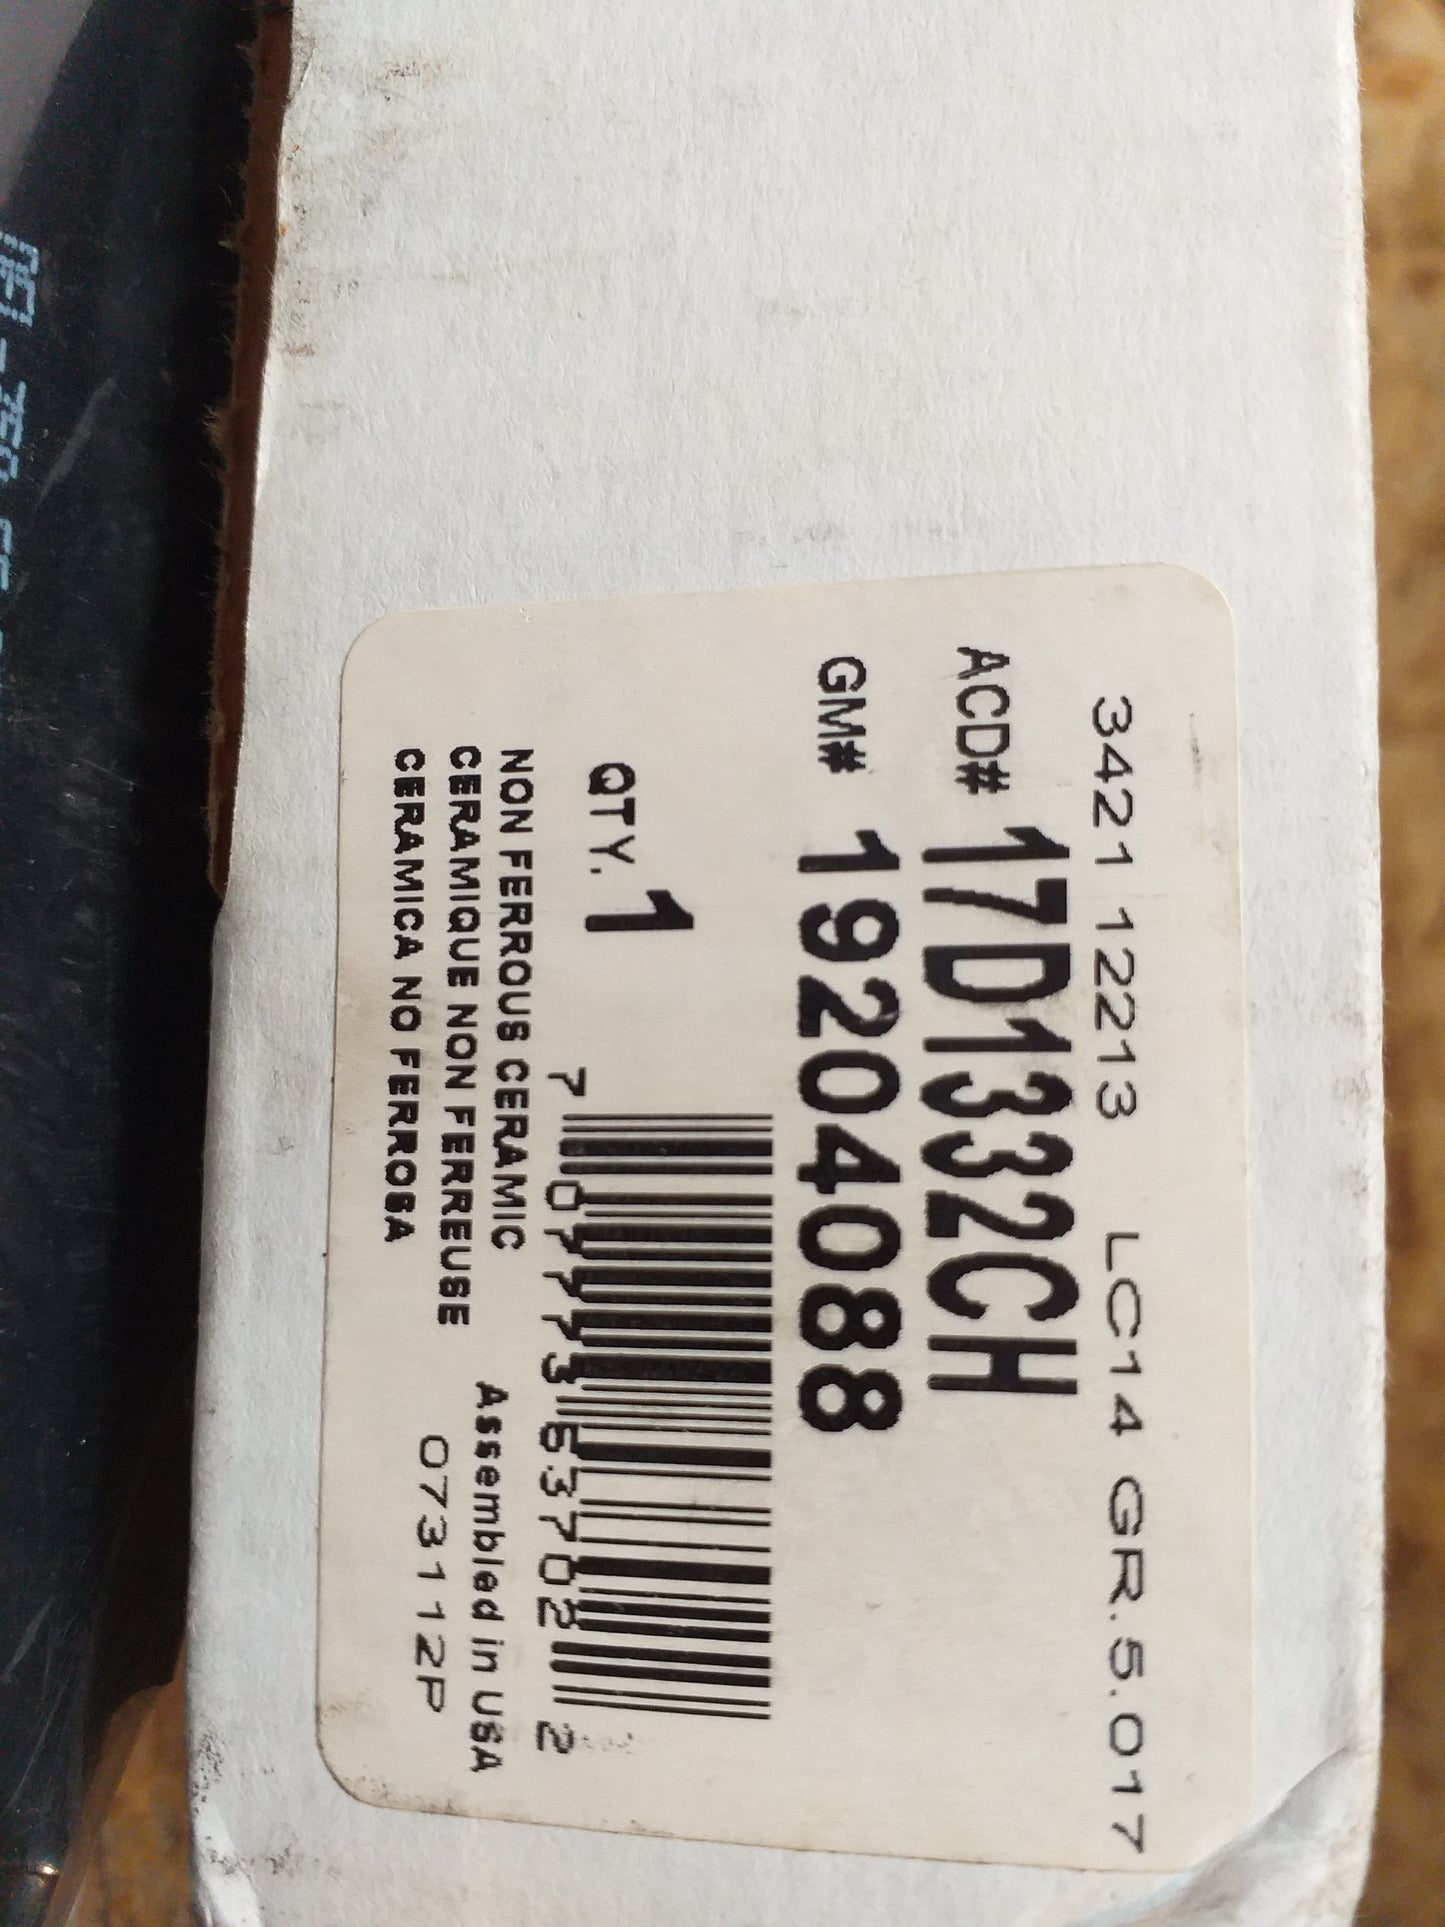 3421 12213 LC14 GR.5.017
ACD# 17D1332CH
GM# 19204088
QTY. 1
7 07773 63702 2
NON FERROUS CERAMIC
CERAMIQUE NON FERREUSE
CERAMICA NO FERROSA
Assembled in USA
073112P